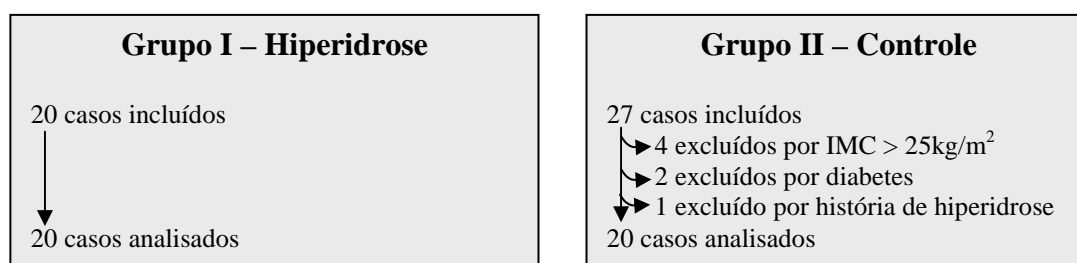 Grupo I – Hiperidrose
20 casos incluídos
20 casos analisados
Grupo II – Controle
27 casos incluídos
4 excluídos por IMC > 25kg/m²
2 excluídos por diabetes
1 excluído por história de hiperidrose
20 casos analisados